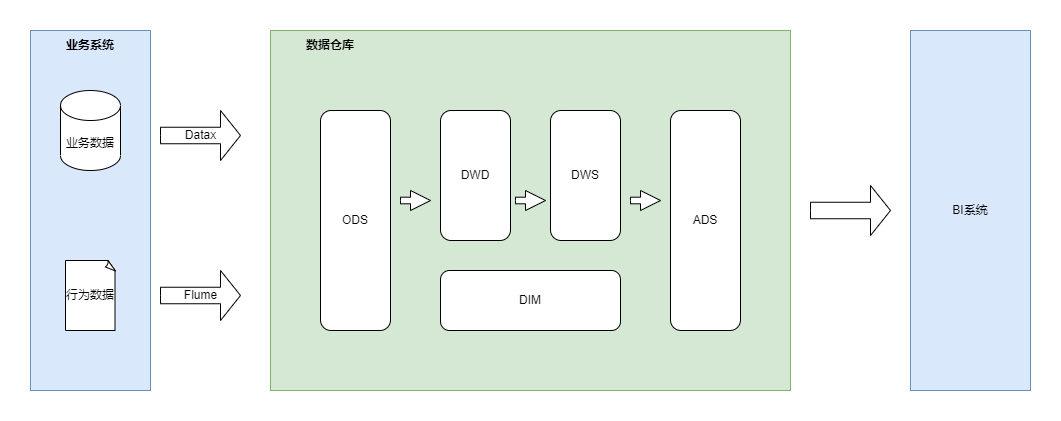 业务系统
数据仓库
业务数据
Datax
行为数据
Flume
ODS
DWD
DWS
DIM
ADS
BI系统